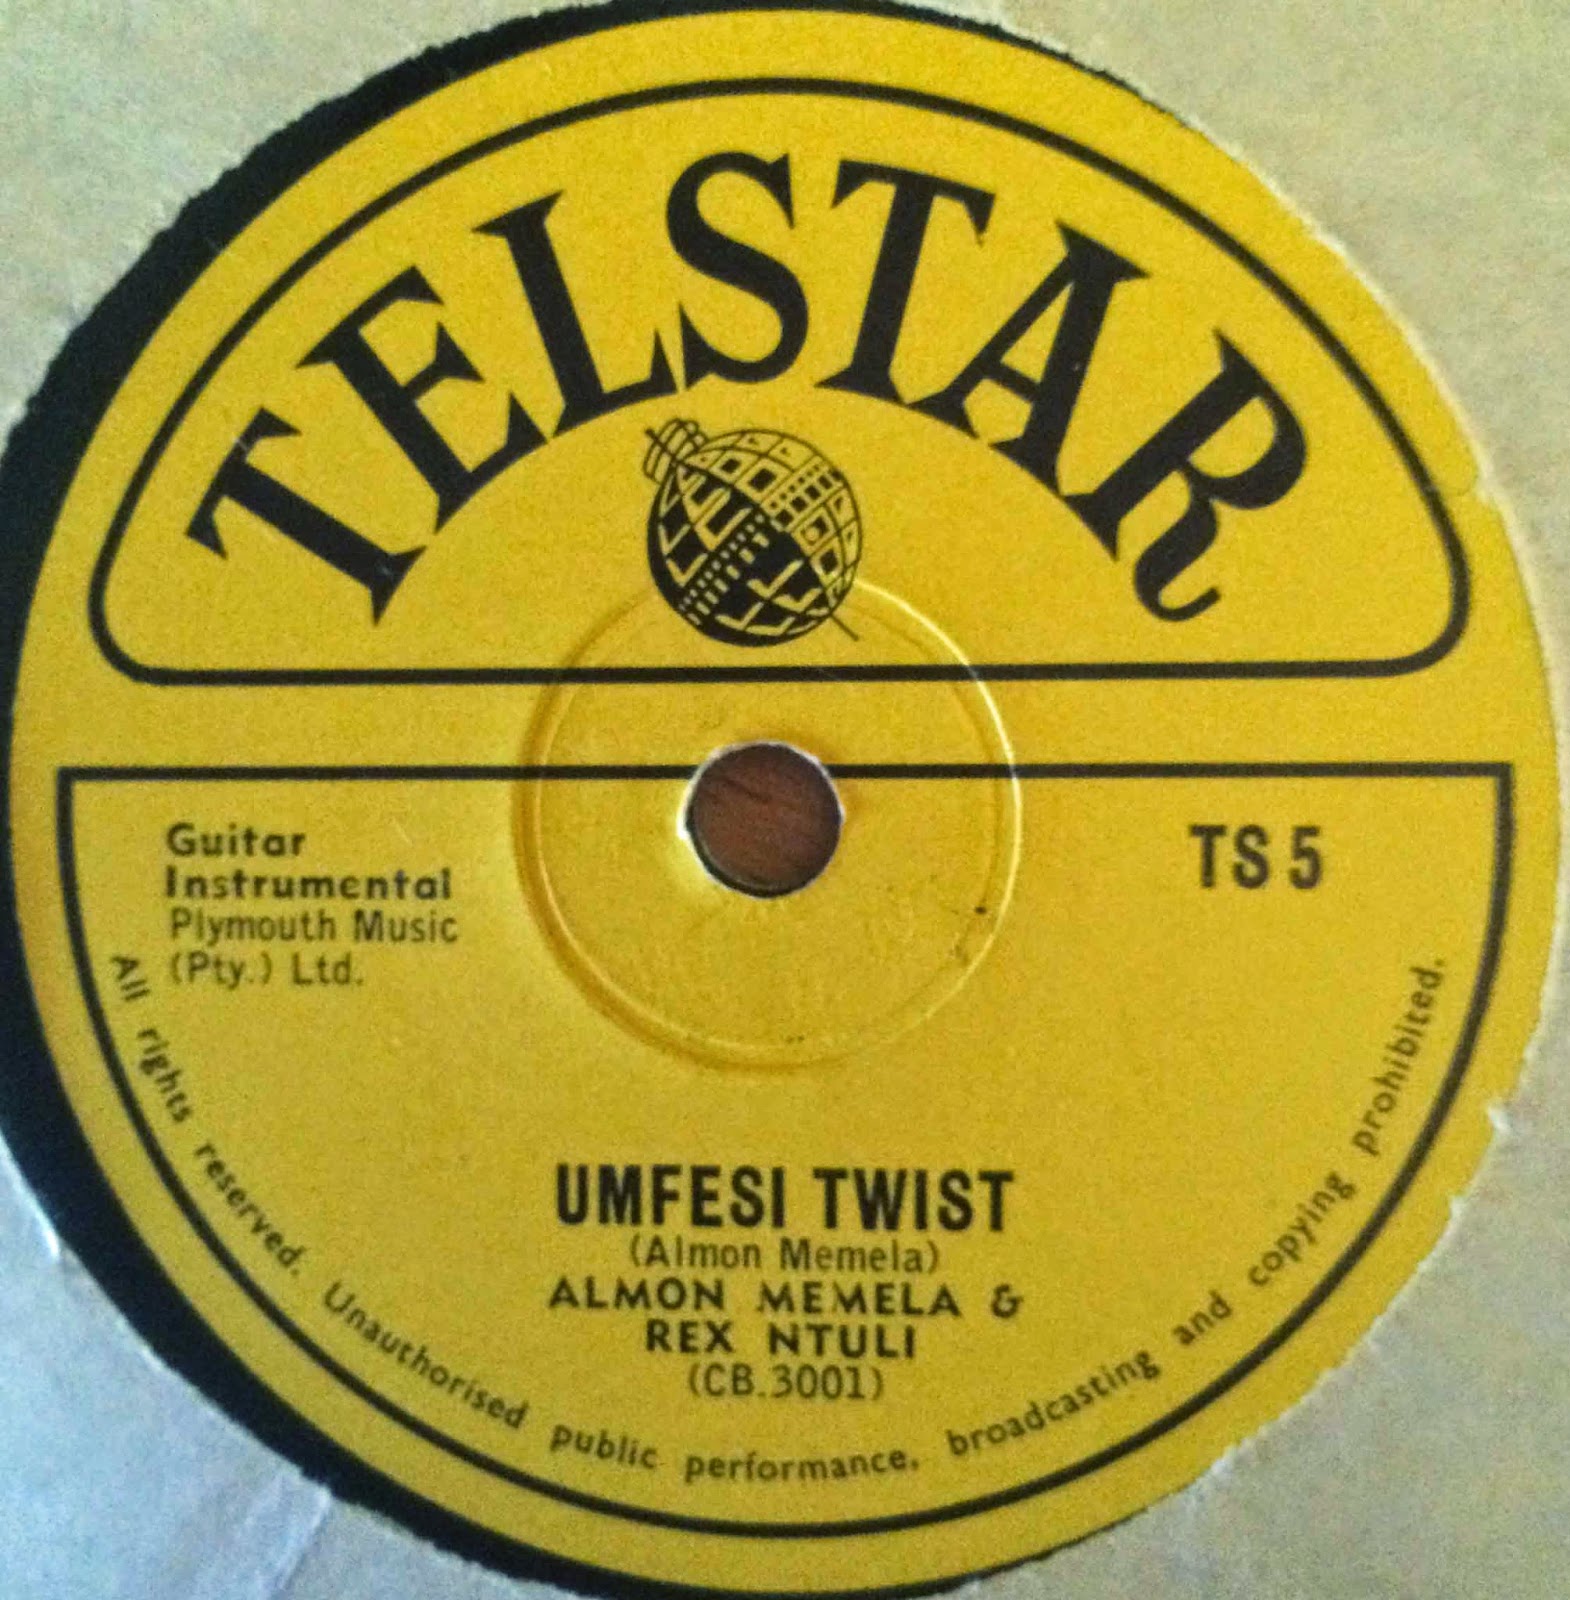 TELSTAR
Guitar
Instrumental
Plymouth Music
(Pty.) Ltd.
TS 5
UMFESI TWIST
(Almon Memela)
ALMON MEMELA &
REX NTULI
(CB.3001)
All rights reserved. Unauthorised public performance, broadcasting and copying prohibited.